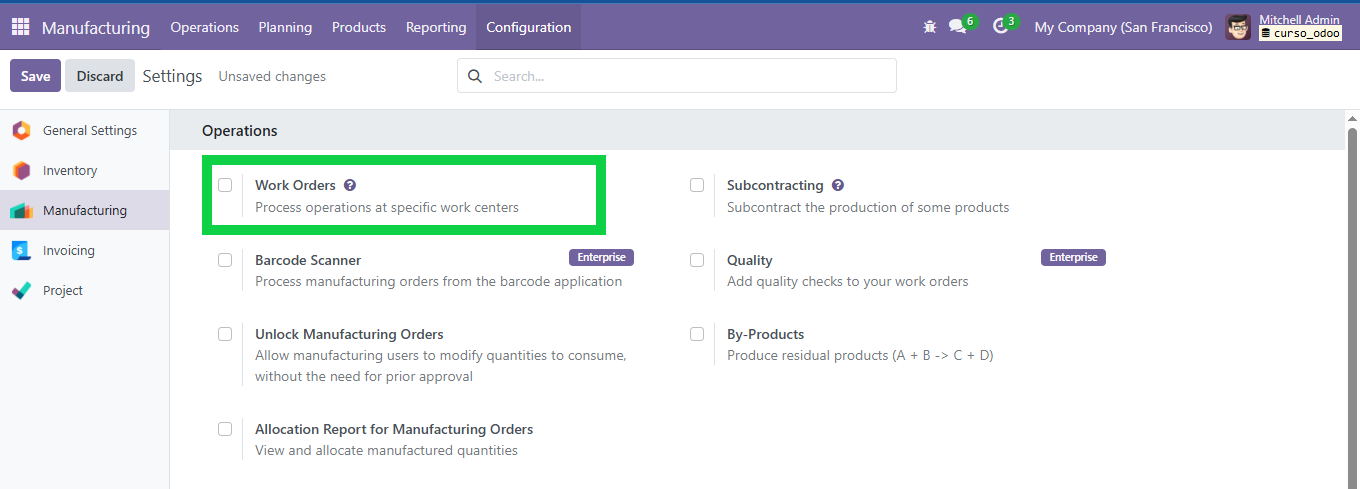 Manufacturing Operations Planning Products Reporting Configuration 6 3 My Company (San Francisco) Mitchell Admin
curso_odoo
Save Discard Settings Unsaved changes Search...
General Settings
Inventory
Manufacturing
Invoicing
Project
Operations
Work Orders ?
Process operations at specific work centers
Subcontracting ?
Subcontract the production of some products
Barcode Scanner Enterprise
Process manufacturing orders from the barcode application
Quality Enterprise
Add quality checks to your work orders
Unlock Manufacturing Orders
Allow manufacturing users to modify quantities to consume,
without the need for prior approval
By-Products
Produce residual products (A + B -> C + D)
Allocation Report for Manufacturing Orders
View and allocate manufactured quantities